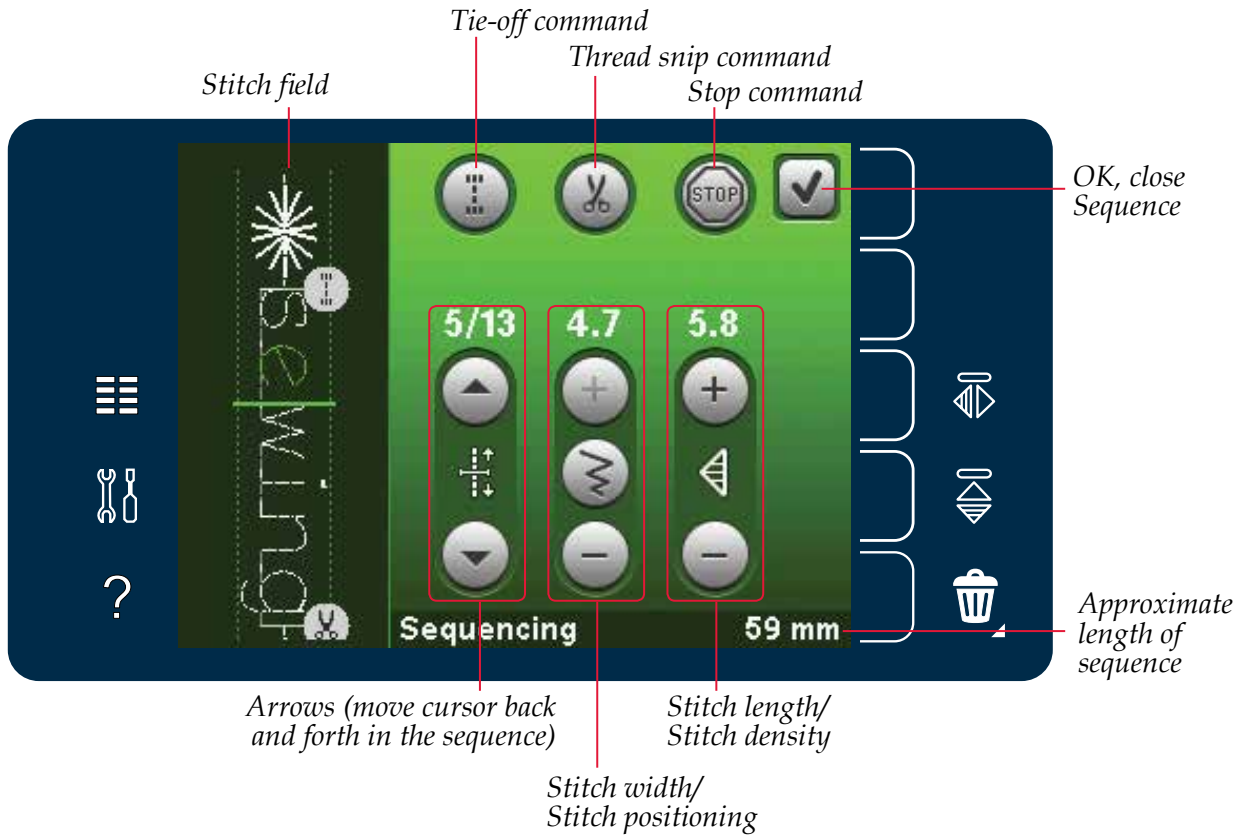 Tie-off command
Thread snip command
Stitch field
Stop command
STOP
OK, close
Sequence
sewing
5/13
4.7
5.8
?
Sequencing
59 mm
Approximate
length of
sequence
Arrows (move cursor back
and forth in the sequence)
Stitch length/
Stitch density
Stitch width/
Stitch positioning